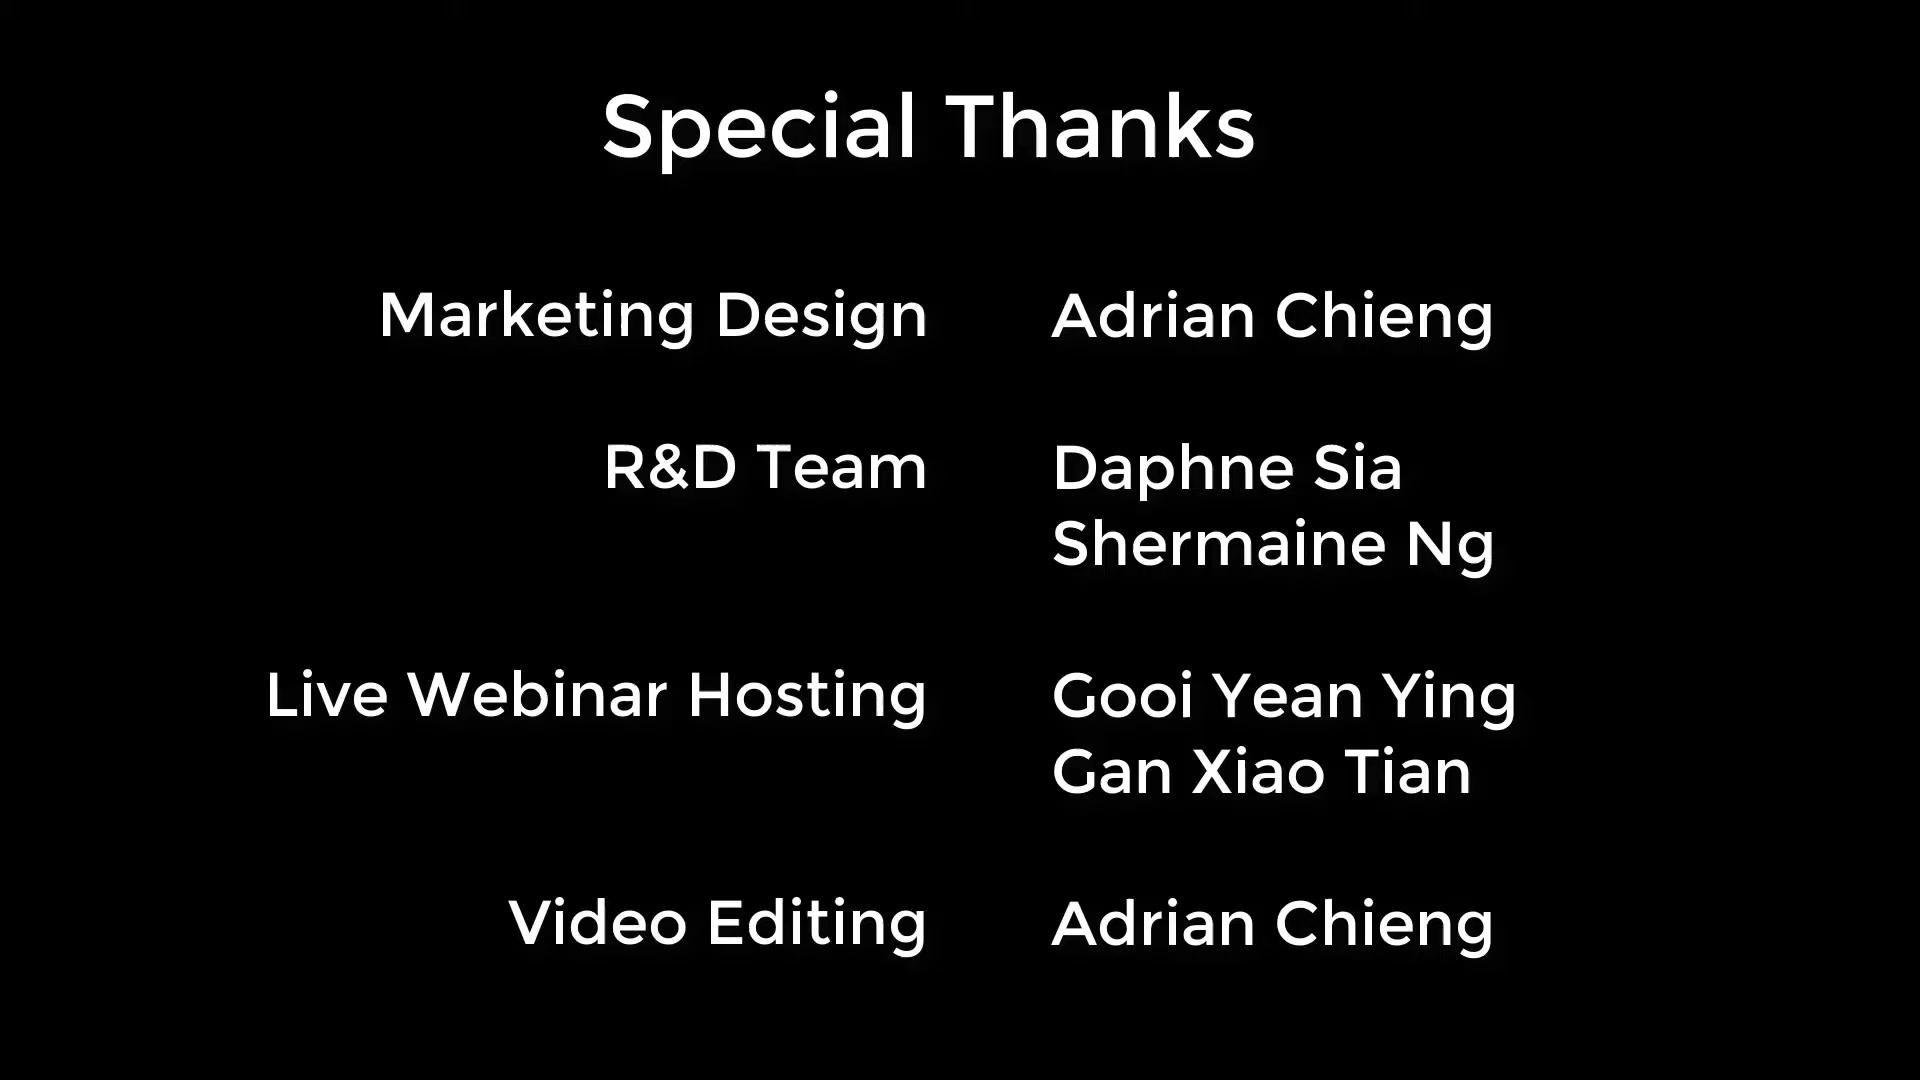 Special Thanks
Marketing Design Adrian Chieng
R&D Team Daphne Sia
Shermaine Ng
Live Webinar Hosting Gooi Yean Ying
Gan Xiao Tian
Video Editing Adrian Chieng